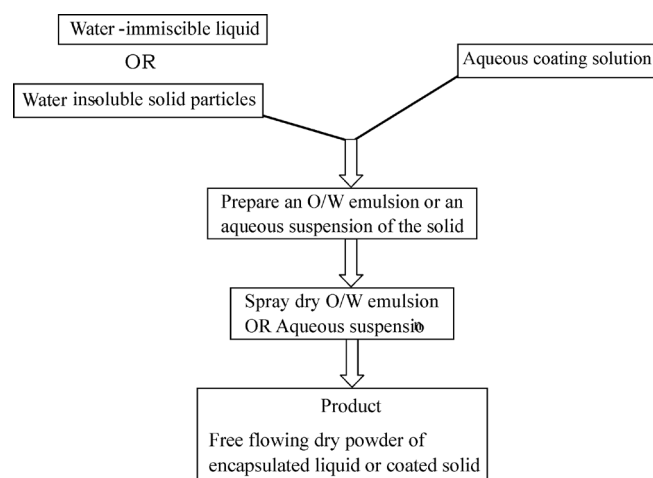 Water-immiscible liquid
OR
Water insoluble solid particles
Aqueous coating solution
Prepare an O/W emulsion or an
aqueous suspension of the solid
Spray dry O/W emulsion
OR Aqueous suspension
Product
Free flowing dry powder of
encapsulated liquid or coated solid